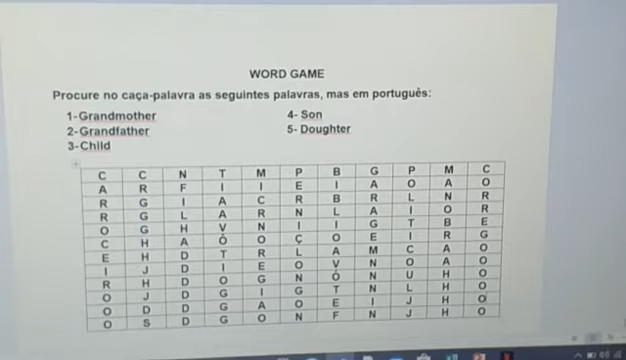 WORD GAME
Procure no caça-palavra as seguintes palavras, mas em português:
1-Grandmother 4- Son
2-Grandfather 5- Doughter
3-Child
C C N T M P B G P M C
A R F I I E I A O A O
R G I A C R B R L N R
R G L A R N L A I O R
O G H V N I I G T B E
C H A Ô O Ç O E I R G
E H D T R L A M C A O
I J D I E O V N O A O
R H D O G N Ó N U H O
O J D G I G T N L H O
O D D G A O E I J H O
O S D G O N F N J H O